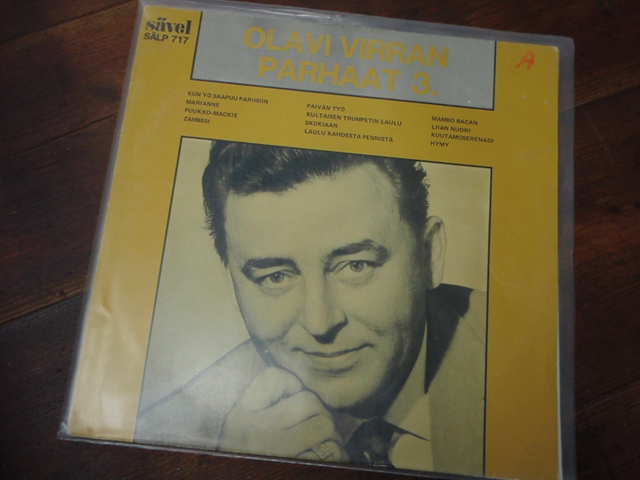 sävel
SÄLP 717
OLAVI VIRRAN
PARHAAT 3.
A
KUN YÖ SAAPUU PARIISIIN
MARIANNE
PUUKKO-MACKIE
ZAMBESI
PÄIVÄN TYÖ
KULTAISEN TRUMPETIN LAULU
SKOKIAAN
LAULU KAHDESTA PENNISTÄ
MAMBO BACAN
LIIAN NUORI
KUUTAMOSERENADI
HYMY